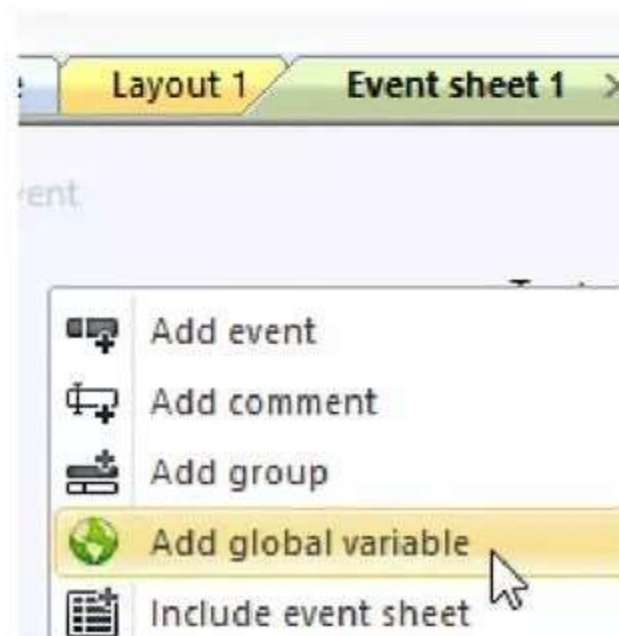 Layout 1 Event sheet 1
Add event
Add comment
Add group
Add global variable
Include event sheet